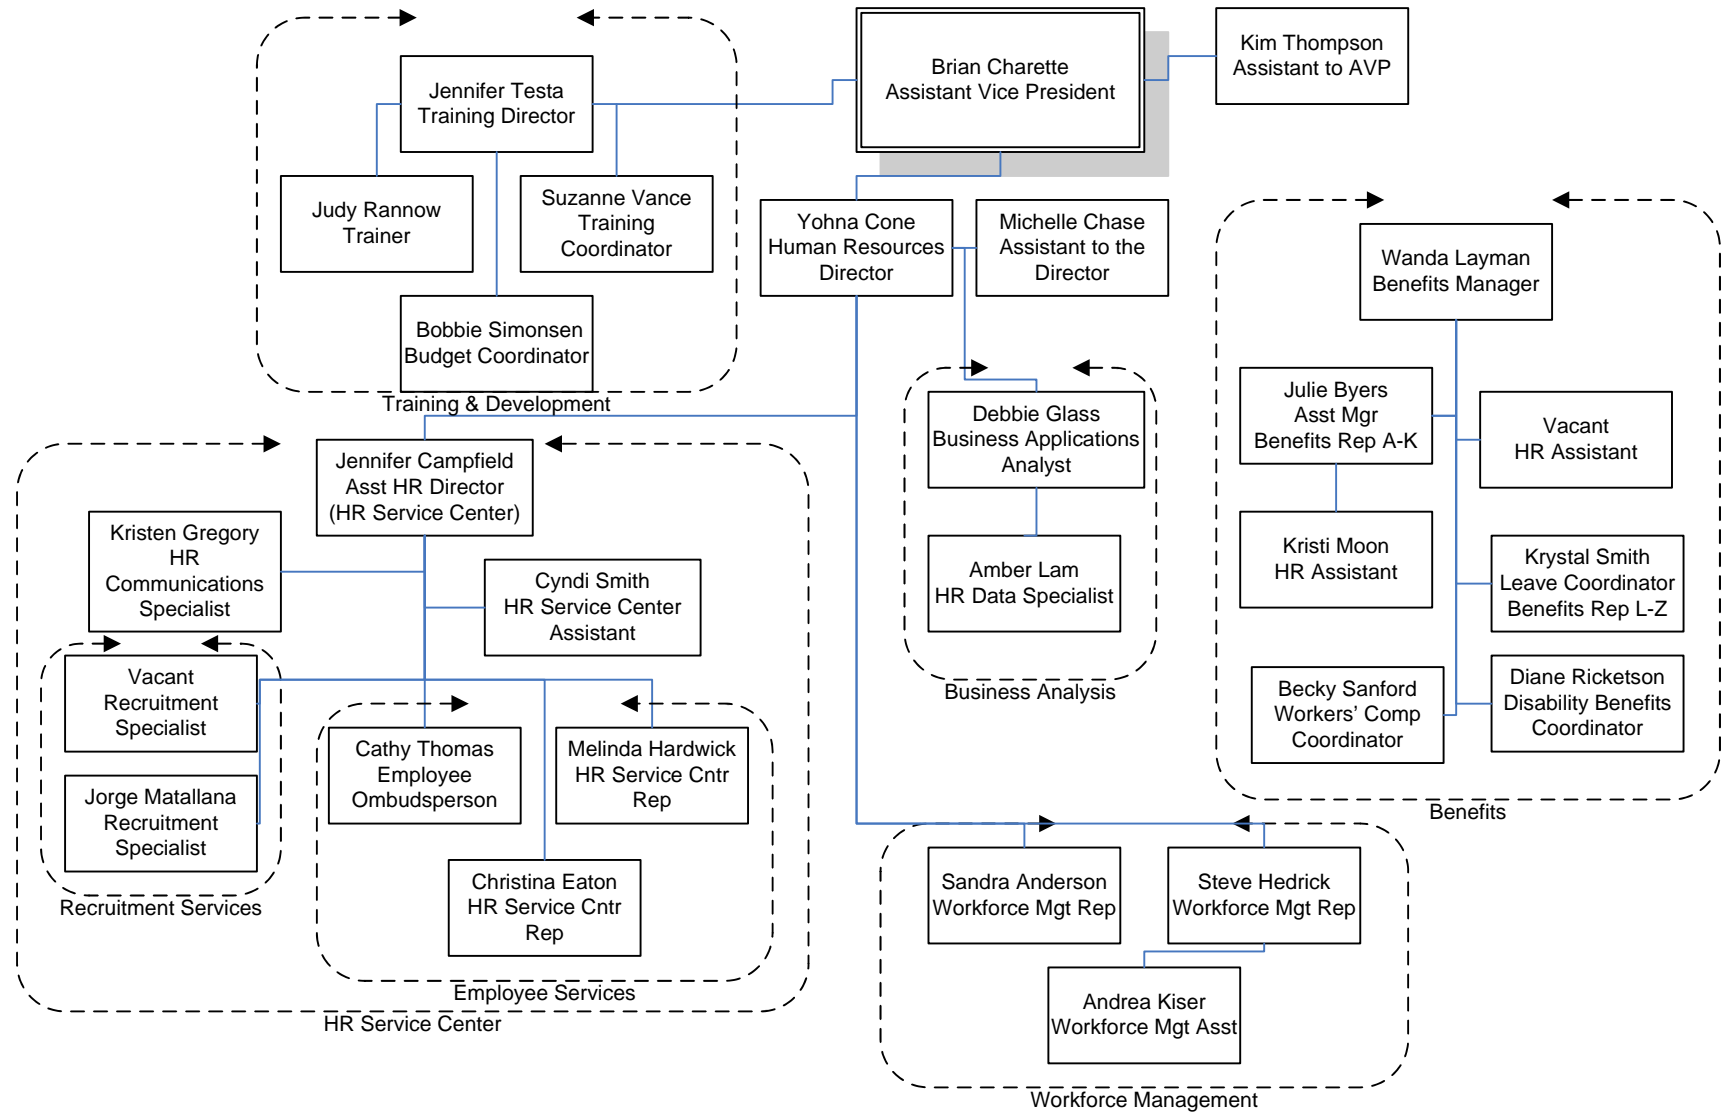 Brian Charette
Assistant Vice President
Kim Thompson
Assistant to AVP
Jennifer Testa
Training Director
Judy Rannow
Trainer
Suzanne Vance
Training
Coordinator
Bobbie Simonsen
Budget Coordinator
Training & Development
Yohna Cone
Human Resources
Director
Michelle Chase
Assistant to the
Director
Wanda Layman
Benefits Manager
Julie Byers
Asst Mgr
Benefits Rep A-K
Vacant
HR Assistant
Kristi Moon
HR Assistant
Krystal Smith
Leave Coordinator
Benefits Rep L-Z
Becky Sanford
Workers’ Comp
Coordinator
Diane Ricketson
Disability Benefits
Coordinator
Benefits
Debbie Glass
Business Applications
Analyst
Amber Lam
HR Data Specialist
Business Analysis
Jennifer Campfield
Asst HR Director
(HR Service Center)
Kristen Gregory
HR
Communications
Specialist
Cyndi Smith
HR Service Center
Assistant
Vacant
Recruitment
Specialist
Jorge Matallana
Recruitment
Specialist
Recruitment Services
Cathy Thomas
Employee
Ombudsperson
Melinda Hardwick
HR Service Cntr
Rep
Christina Eaton
HR Service Cntr
Rep
Employee Services
HR Service Center
Sandra Anderson
Workforce Mgt Rep
Steve Hedrick
Workforce Mgt Rep
Andrea Kiser
Workforce Mgt Asst
Workforce Management